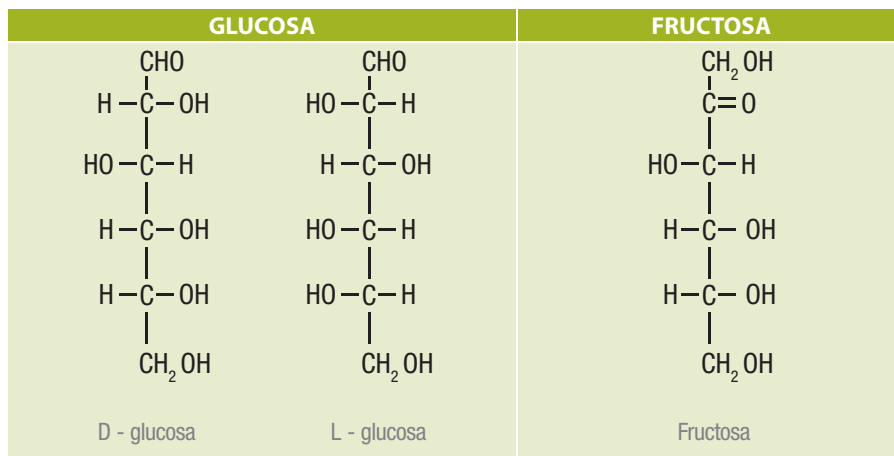 GLUCOSA FRUCTOSA
CHO CHO CH2OH
H—C—OH HO—C—H C=O
HO—C—H H—C—OH HO—C—H
H—C—OH HO—C—H H—C—OH
H—C—OH HO—C—H H—C—OH
CH2OH CH2OH CH2OH
D - glucosa L - glucosa Fructosa